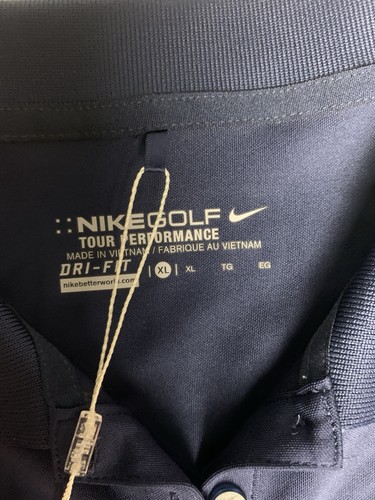 NIKEGOLF
TOUR PERFORMANCE
MADE IN VIETNAM / FABRIQUE AU VIETNAM
DRI-FIT | XL | XL TG EG
nikebetterworld.com